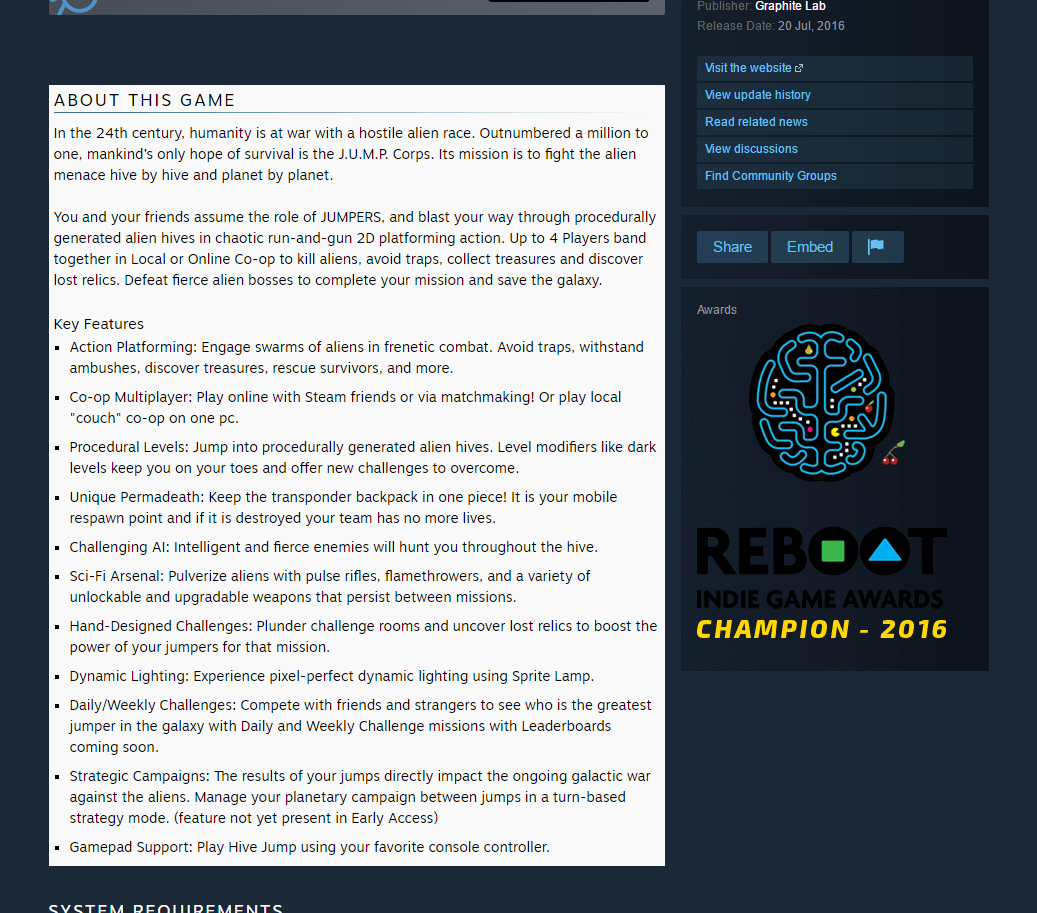 ABOUT THIS GAME
In the 24th century, humanity is at war with a hostile alien race. Outnumbered a million to
one, mankind's only hope of survival is the J.U.M.P. Corps. Its mission is to fight the alien
menace hive by hive and planet by planet.
You and your friends assume the role of JUMPERS, and blast your way through procedurally
generated alien hives in chaotic run-and-gun 2D platforming action. Up to 4 Players band
together in Local or Online Co-op to kill aliens, avoid traps, collect treasures and discover
lost relics. Defeat fierce alien bosses to complete your mission and save the galaxy.
Key Features
Action Platforming: Engage swarms of aliens in frenetic combat. Avoid traps, withstand
ambushes, discover treasures, rescue survivors, and more.
Co-op Multiplayer: Play online with Steam friends or via matchmaking! Or play local
"couch" co-op on one pc.
Procedural Levels: Jump into procedurally generated alien hives. Level modifiers like dark
levels keep you on your toes and offer new challenges to overcome.
Unique Permadeath: Keep the transponder backpack in one piece! It is your mobile
respawn point and if it is destroyed your team has no more lives.
Challenging AI: Intelligent and fierce enemies will hunt you throughout the hive.
Sci-Fi Arsenal: Pulverize aliens with pulse rifles, flamethrowers, and a variety of
unlockable and upgradable weapons that persist between missions.
Hand-Designed Challenges: Plunder challenge rooms and uncover lost relics to boost the
power of your jumpers for that mission.
Dynamic Lighting: Experience pixel-perfect dynamic lighting using Sprite Lamp.
Daily/Weekly Challenges: Compete with friends and strangers to see who is the greatest
jumper in the galaxy with Daily and Weekly Challenge missions with Leaderboards
coming soon.
Strategic Campaigns: The results of your jumps directly impact the ongoing galactic war
against the aliens. Manage your planetary campaign between jumps in a turn-based
strategy mode. (feature not yet present in Early Access)
Gamepad Support: Play Hive Jump using your favorite console controller.
SYSTEM REQUIREMENTS
Publisher: Graphite Lab
Release Date: 20 Jul, 2016
Visit the website
View update history
Read related news
View discussions
Find Community Groups
Share Embed
Awards
REBOOT
INDIE GAME AWARDS
CHAMPION - 2016